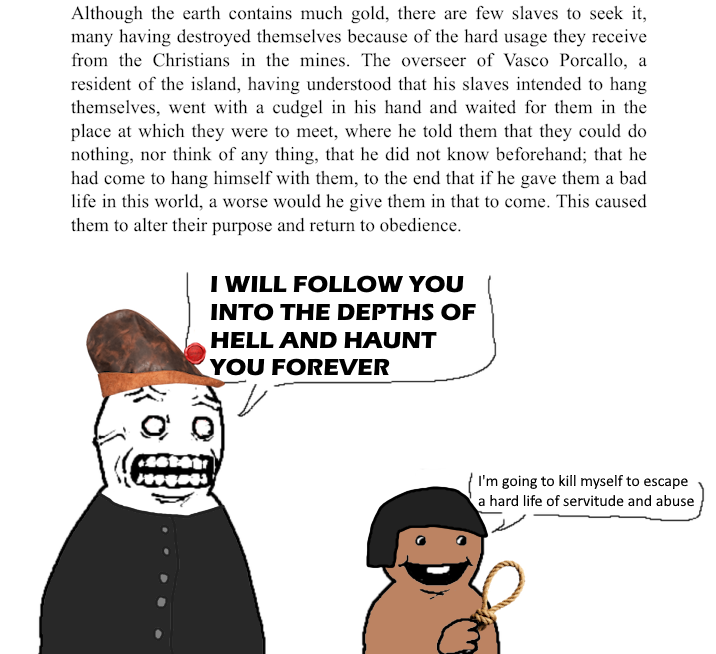 Although the earth contains much gold, there are few slaves to seek it,
many having destroyed themselves because of the hard usage they receive
from the Christians in the mines. The overseer of Vasco Porcallo, a
resident of the island, having understood that his slaves intended to hang
themselves, went with a cudgel in his hand and waited for them in the
place at which they were to meet, where he told them that they could do
nothing, nor think of any thing, that he did not know beforehand; that he
had come to hang himself with them, to the end that if he gave them a bad
life in this world, a worse would he give them in that to come. This caused
them to alter their purpose and return to obedience.
I WILL FOLLOW YOU
INTO THE DEPTHS OF
HELL AND HAUNT
YOU FOREVER
I'm going to kill myself to escape
a hard life of servitude and abuse